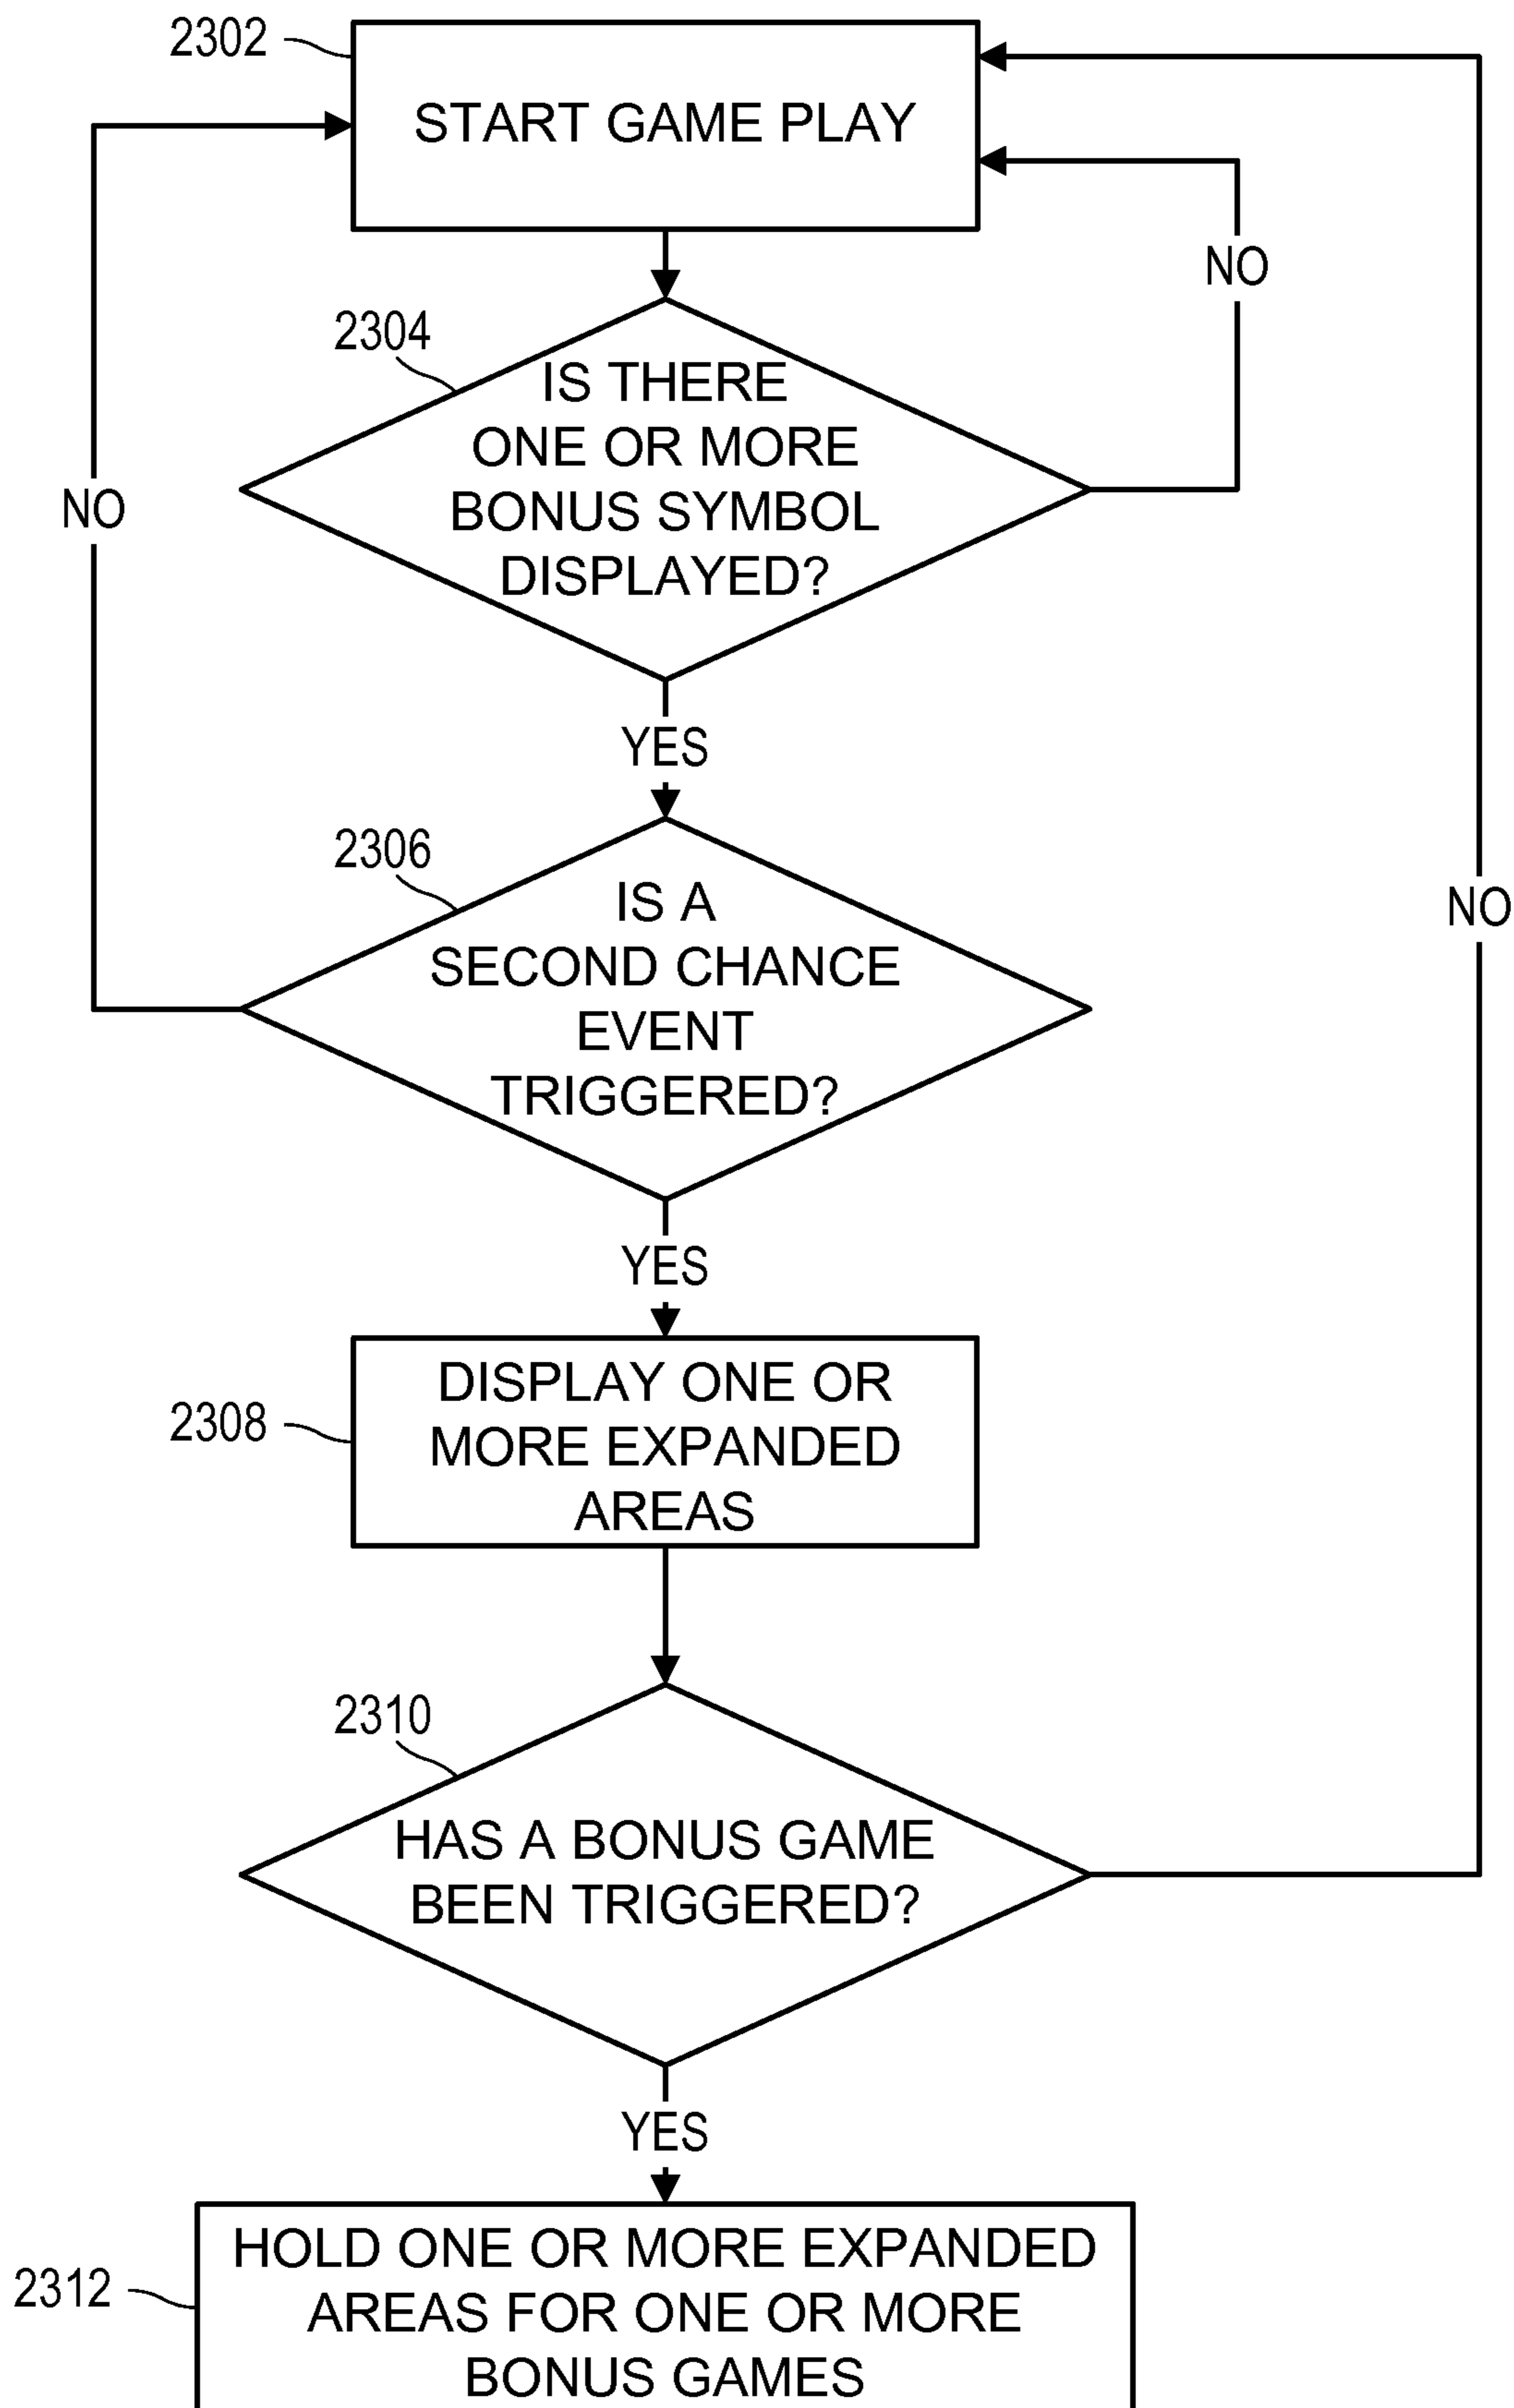 2302
START GAME PLAY
NO
2304
IS THERE
ONE OR MORE
BONUS SYMBOL
DISPLAYED?
NO
YES
2306
IS A
SECOND CHANCE
EVENT
TRIGGERED?
NO
YES
2308
DISPLAY ONE OR
MORE EXPANDED
AREAS
2310
HAS A BONUS GAME
BEEN TRIGGERED?
YES
2312
HOLD ONE OR MORE EXPANDED
AREAS FOR ONE OR MORE
BONUS GAMES